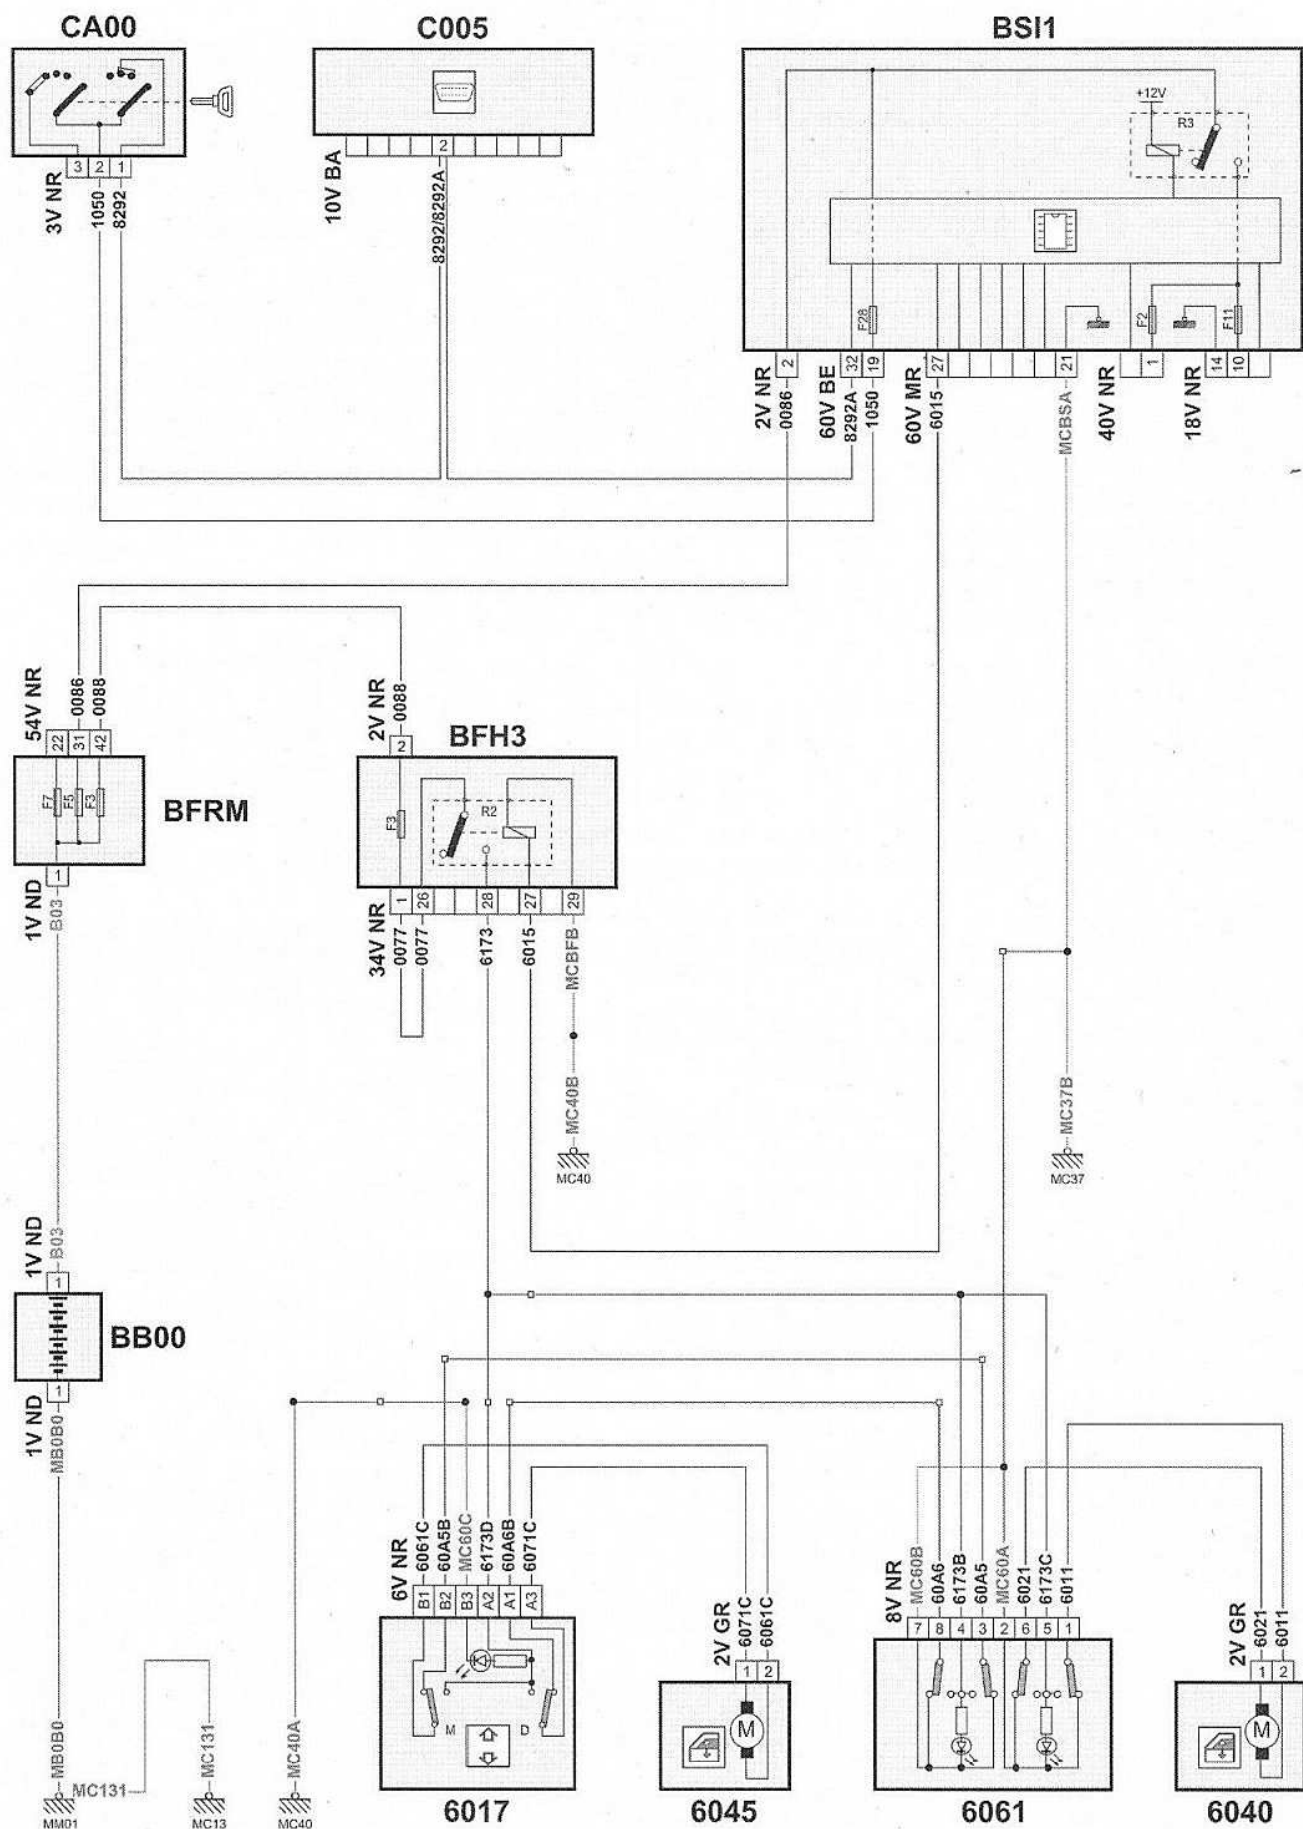 CA00
C005
BSI1
+12V
R3
3 2 1
2
3V NR
1050
8292
10V BA
8292/8292A
F28
F2
F11
2 32 19 27 21 1 14 10
2V NR
0086
60V BE
8292A
1050
60V MR
6015
MCBSA
40V NR
18V NR
54V NR
0086
0088
2V NR
0088
22 31 42
2
BFH3
F7
F5
F3
BFRM
F3
R2
1
1 26 28 27 29
1V ND
B03
34V NR
0077
0077
6173
6015
MCBFB
MC40B
MC40
MC37B
MC37
1V ND
B03
1
BB00
1
1V ND
MB0B0
6V NR
6061C
60A5B
MC60C
6173D
60A6B
6071C
B1 B2 B3 A2 A1 A3
8V NR
MC60B
60A6
6173B
60A5
MC60A
6021
6173C
6011
7 8 4 3 2 6 5 1
2V GR
6071C
6061C
1 2
2V GR
6021
6011
1 2
M
D
M
M
MB0B0
MC131
MC131
MC40A
MM01
MC13
MC40
6017
6045
6061
6040